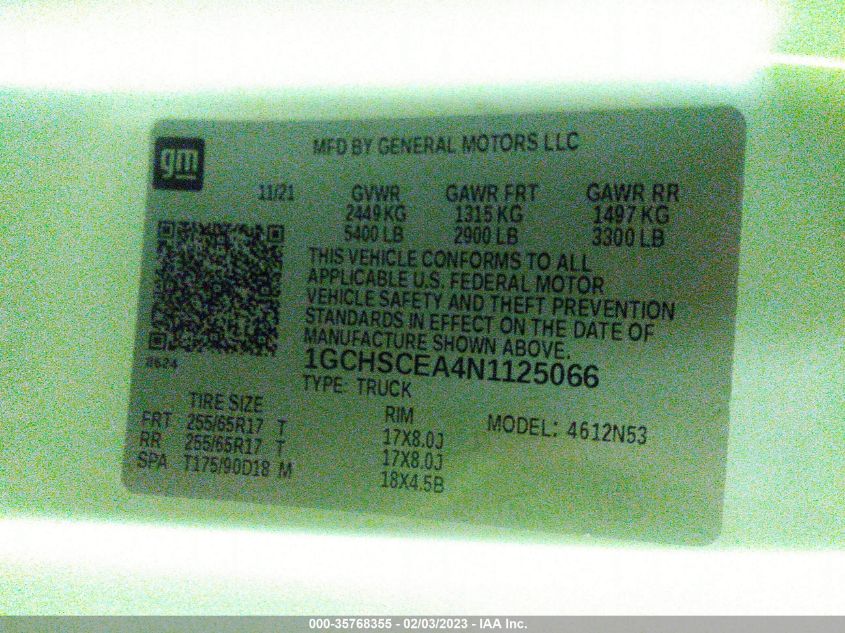 gm
MFD BY GENERAL MOTORS LLC
11/21 GVWR GAWR FRT GAWR RR
2449 KG 1315 KG 1497 KG
5400 LB 2900 LB 3300 LB
THIS VEHICLE CONFORMS TO ALL
APPLICABLE U.S. FEDERAL MOTOR
VEHICLE SAFETY AND THEFT PREVENTION
STANDARDS IN EFFECT ON THE DATE OF
MANUFACTURE SHOWN ABOVE.
8624
1GCHSCEA4N1125066
TYPE: TRUCK
TIRE SIZE RIM MODEL: 4612N53
FRT 255/65R17 T 17X8.0J
RR 255/65R17 T 17X8.0J
SPA T175/90D18 M 18X4.5B
000-35768355 - 02/03/2023 - IAA Inc.